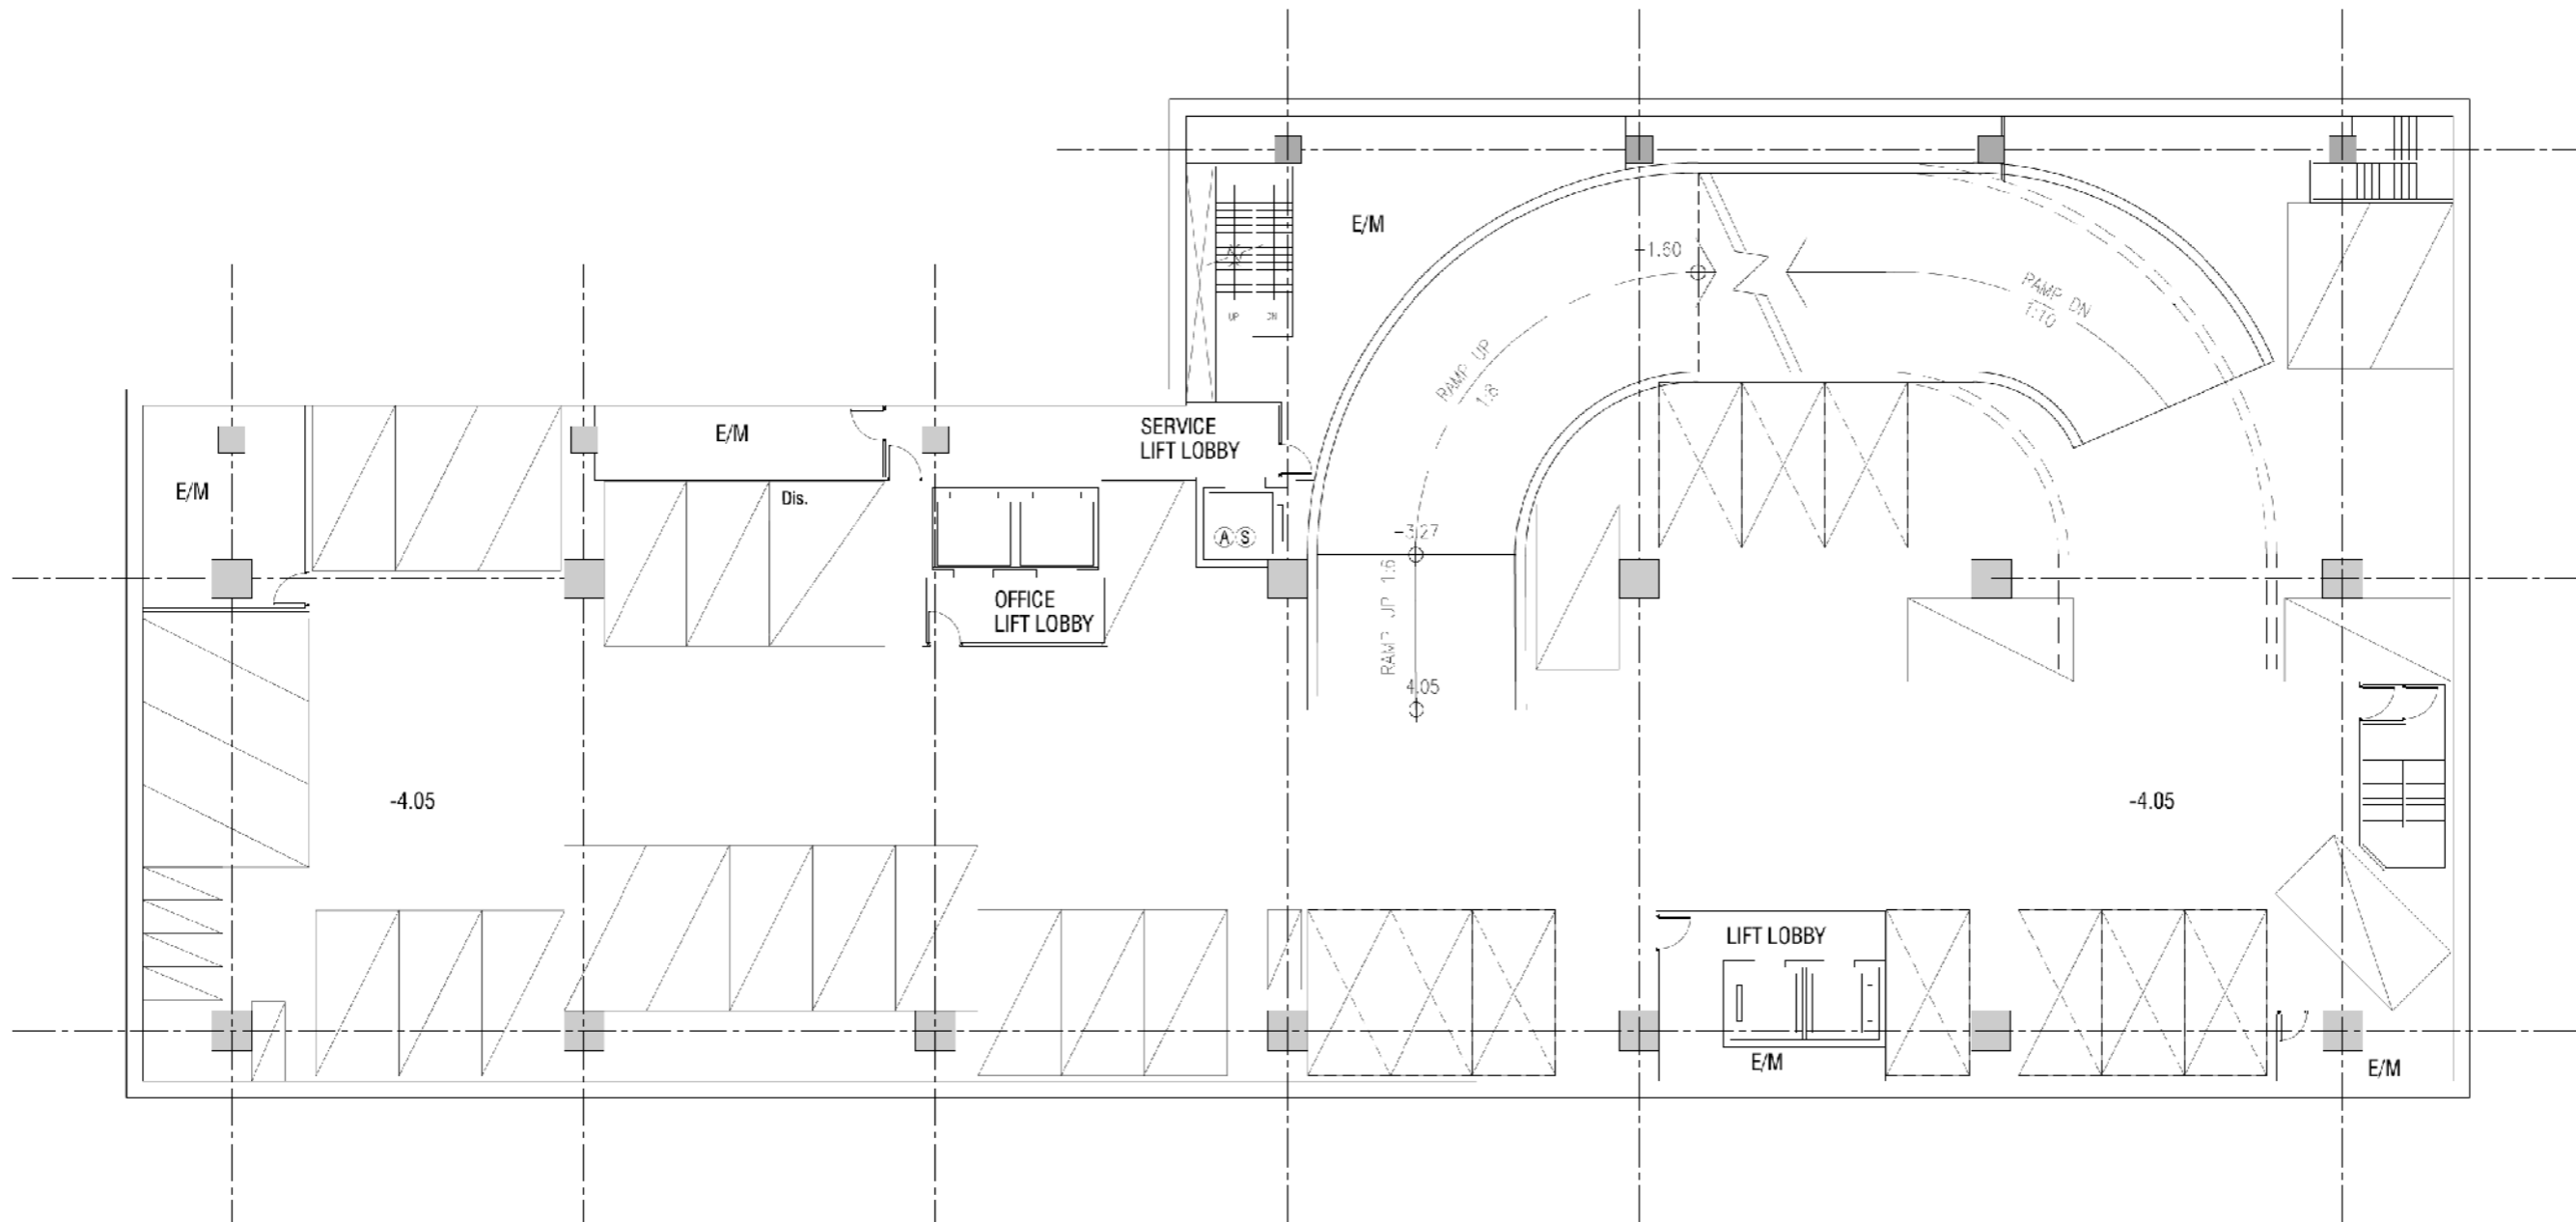 E/M
-1.60
RAMP DN
1:10
UP
DN
RAMP UP
1:8
SERVICE
LIFT LOBBY
E/M
E/M
Dis.
A S
-3.27
RAMP UP 1:6
OFFICE
LIFT LOBBY
4.05
-4.05
-4.05
LIFT LOBBY
E/M
E/M